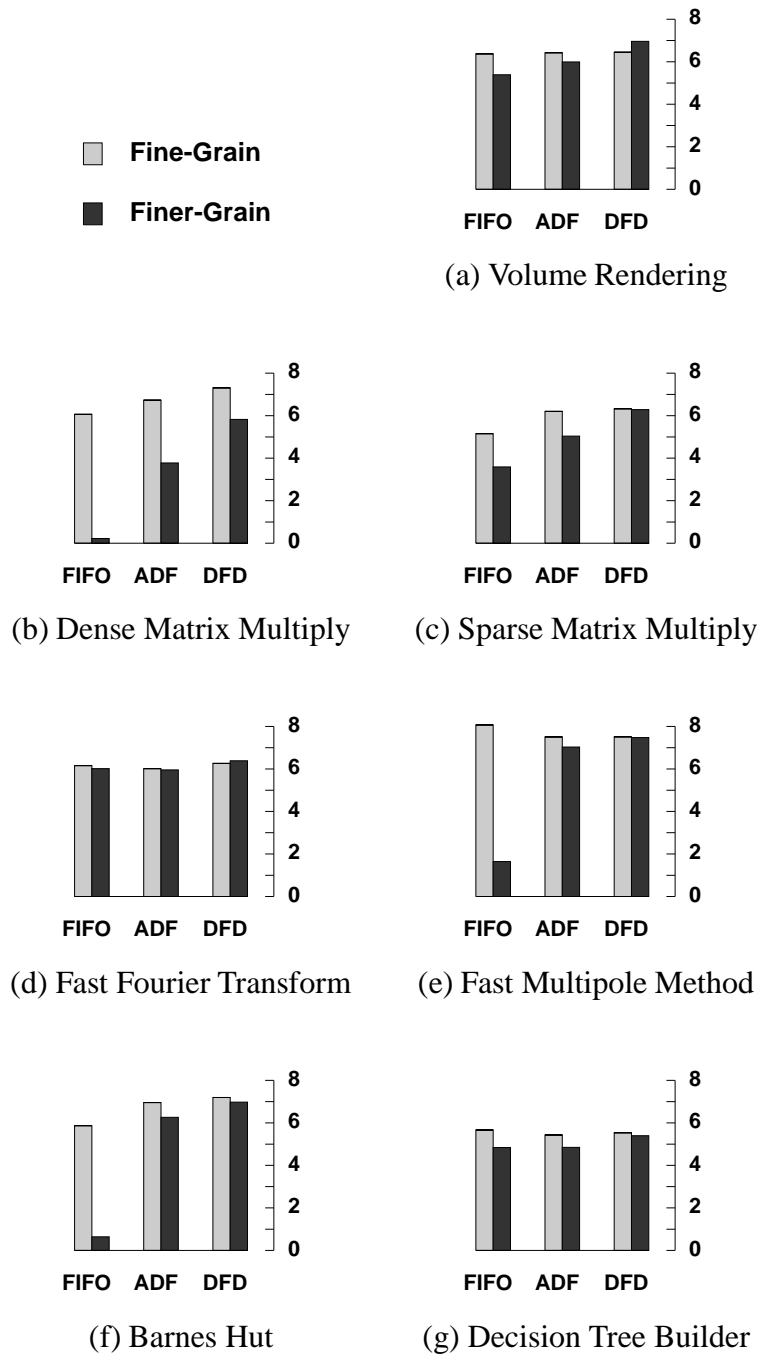 Fine-Grain
Finer-Grain
8
6
4
2
0
FIFO ADF DFD
(a) Volume Rendering
8
6
4
2
0
FIFO ADF DFD
(b) Dense Matrix Multiply
8
6
4
2
0
FIFO ADF DFD
(c) Sparse Matrix Multiply
8
6
4
2
0
FIFO ADF DFD
(d) Fast Fourier Transform
8
6
4
2
0
FIFO ADF DFD
(e) Fast Multipole Method
8
6
4
2
0
FIFO ADF DFD
(f) Barnes Hut
8
6
4
2
0
FIFO ADF DFD
(g) Decision Tree Builder